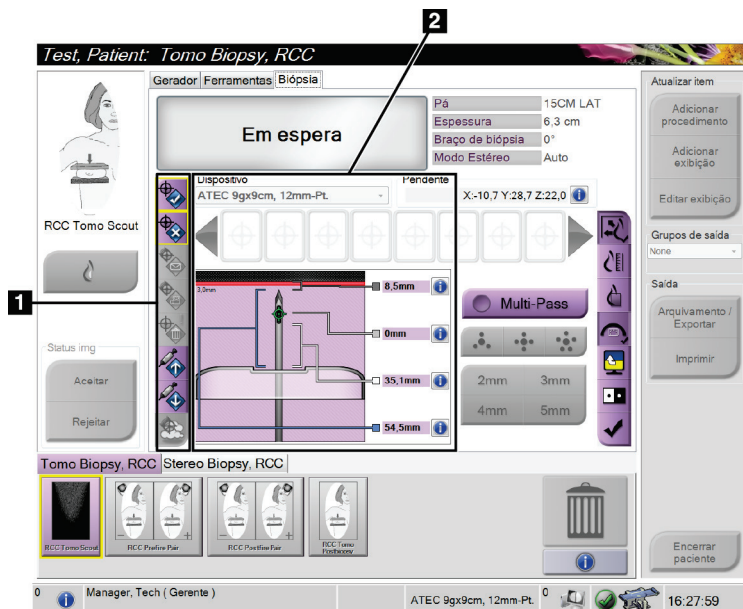 2
Test, Patient: Tomo Biopsy, RCC
Gerador Ferramentas Biópsia
Em espera
Pá 15CM LAT
Espessura 6,3 cm
Braço de biópsia 0°
Modo Estéreo Auto
Dispositivo Pendente
ATEC 9gx9cm, 12mm-Pt. X:-10,7 Y:28,7 Z:22,0
3,0mm
8,5mm
0mm
35,1mm
54,5mm
Multi-Pass
2mm 3mm
4mm 5mm
1
RCC Tomo Scout
Status img
Aceitar
Rejeitar
Atualizar item
Adicionar
procedimento
Adicionar
exibição
Editar exibição
Grupos de saída
None
Saída
Arquivamento /
Exportar
Imprimir
Encerrar
paciente
Tomo Biopsy, RCC Stereo Biopsy, RCC
RCC Tomo Scout
RCC Prefire Pair
RCC Postfire Pair
RCC Tomo
Postbiopsy
0 Manager, Tech ( Gerente ) ATEC 9gx9cm, 12mm-Pt. 0 16:27:59